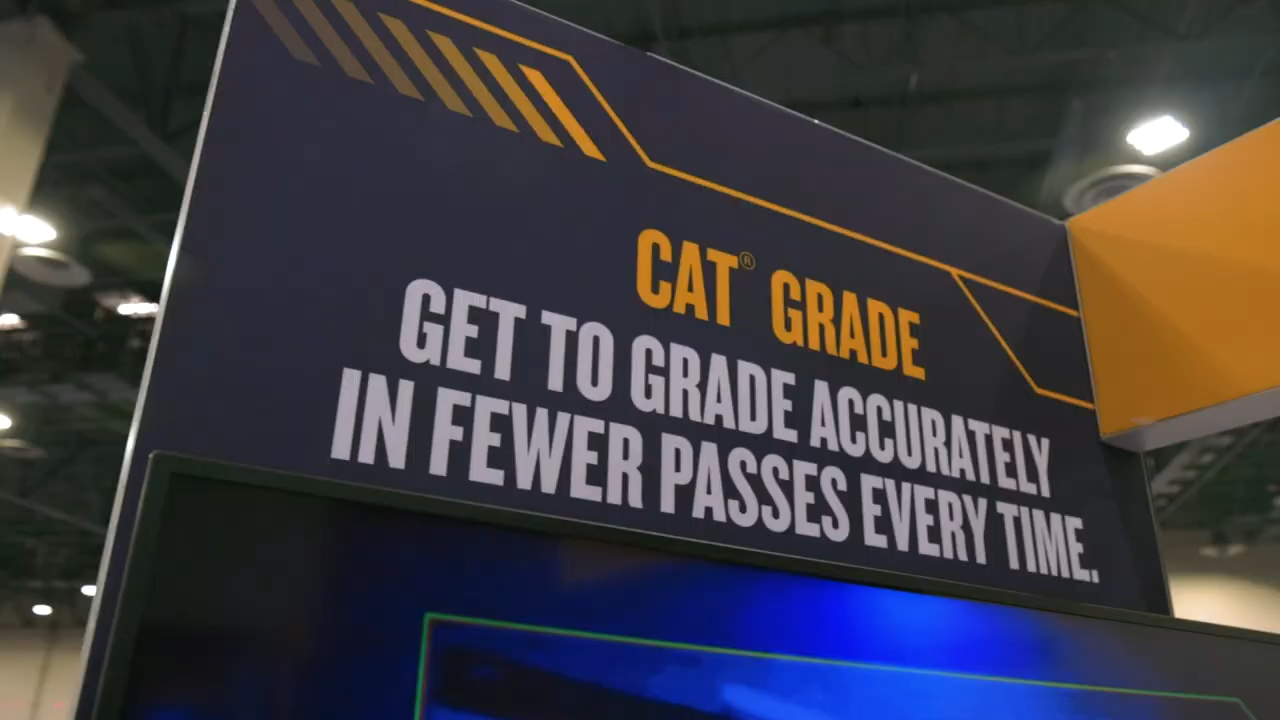 CAT® GRADE
GET TO GRADE ACCURATELY
IN FEWER PASSES EVERY TIME.